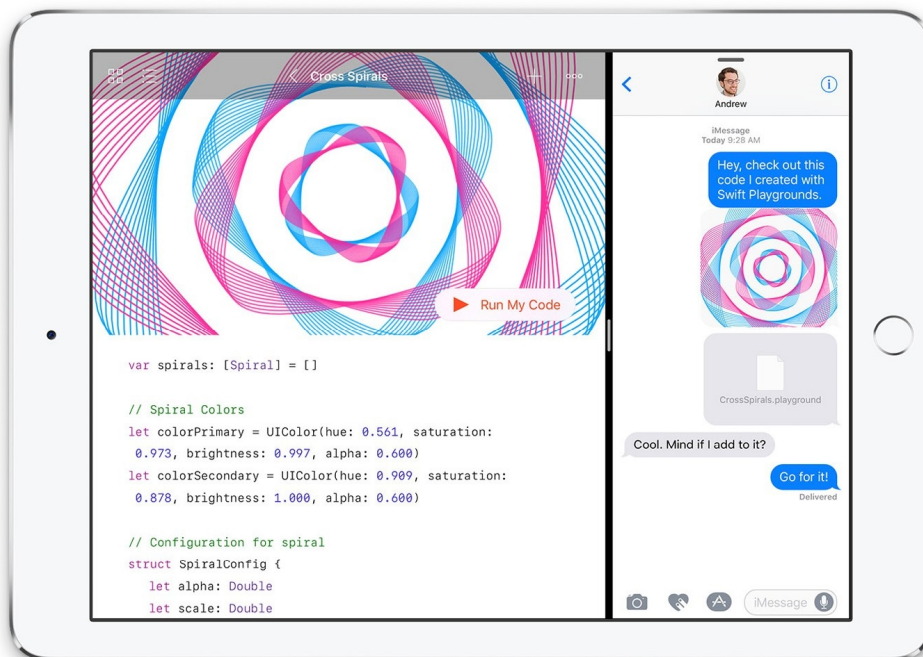 Cross Spirals
Run My Code
var spirals: [Spiral] = []
// Spiral Colors
let colorPrimary = UIColor(hue: 0.561, saturation:
0.973, brightness: 0.997, alpha: 0.600)
let colorSecondary = UIColor(hue: 0.909, saturation:
0.878, brightness: 1.000, alpha: 0.600)
// Configuration for spiral
struct SpiralConfig {
let alpha: Double
let scale: Double
Andrew
iMessage
Today 9:28 AM
Hey, check out this
code I created with
Swift Playgrounds.
CrossSpirals.playground
Cool. Mind if I add to it?
Go for it!
Delivered
iMessage